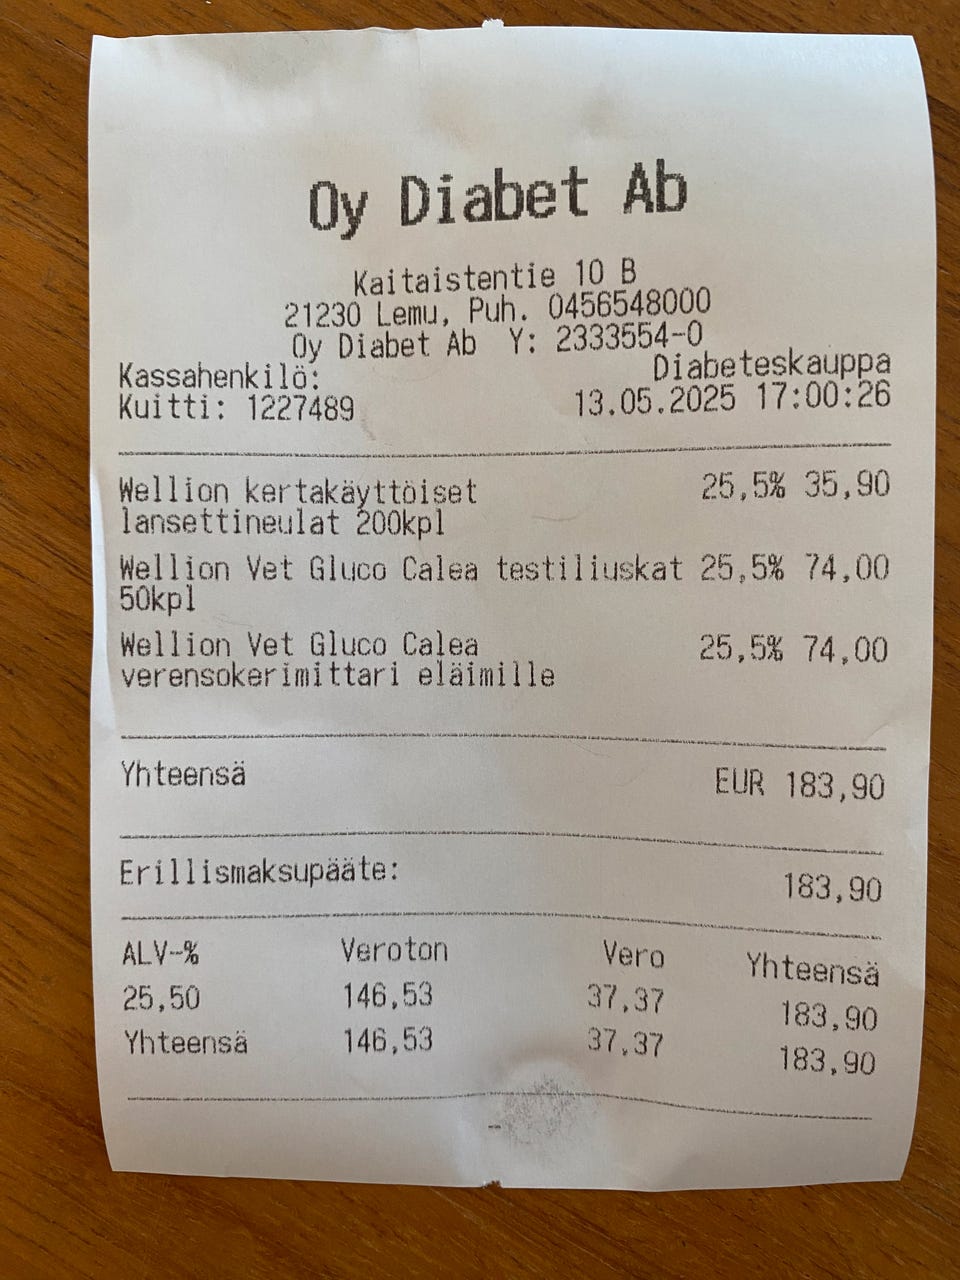 Oy Diabet Ab
Kaitaistentie 10 B
21230 Lemu, Puh. 0456548000
Oy Diabet Ab Y: 2333554-0
Kassahenkilö: Diabeteskauppa
Kuitti: 1227489 13.05.2025 17:00:26
Wellion kertakäyttöiset 25,5% 35,90
lansettineulat 200kpl
Wellion Vet Gluco Calea testiliuskat 25,5% 74,00
50kpl
Wellion Vet Gluco Calea 25,5% 74,00
verensokerimittari eläimille
Yhteensä EUR 183,90
Erillismaksupääte: 183,90
ALV-% Veroton Vero Yhteensä
25,50 146,53 37,37 183,90
Yhteensä 146,53 37,37 183,90
-